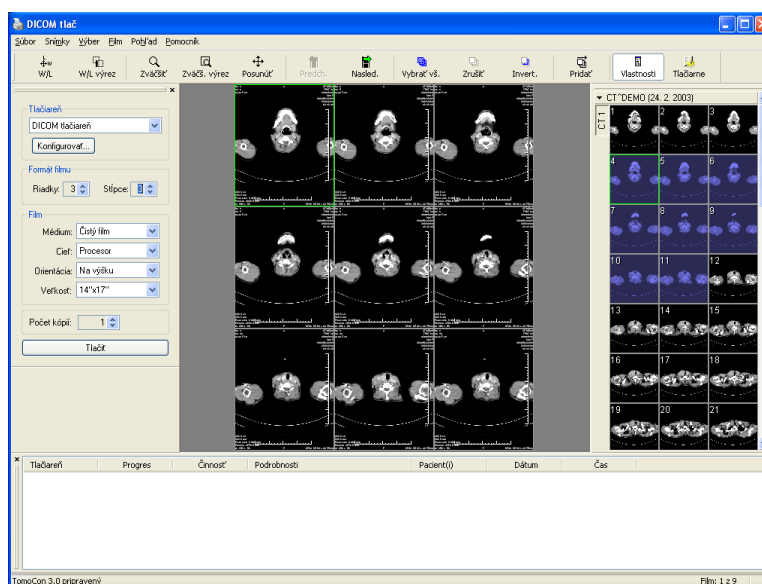 DICOM tlač
Súbor Snímky Výber Film Pohľad Pomocník
W/L W/L výrez Zväčšiť Zväčš. výrez Posunúť Predch. Nasled. Vybrať vš. Zrušiť Invert. Pridať Vlastnosti Tlačiarne
Tlačiareň
DICOM tlačiareň
Konfigurovať...
Formát filmu
Riadky: 3 Stĺpce: 3
Film
Médium: Čistý film
Cieľ: Procesor
Orientácia: Na výšku
Veľkosť: 14"x17"
Počet kópií: 1
Tlačiť
CT^DEMO (24. 2. 2003)
CT 1
1 2 3
4 5 6
7 8 9
10 11 12
13 14 15
16 17 18
19 20 21
Tlačiareň Progres Činnosť Podrobnosti Pacient(i) Dátum Čas
TomoCon 3.0 pripravený Film: 1 z 9